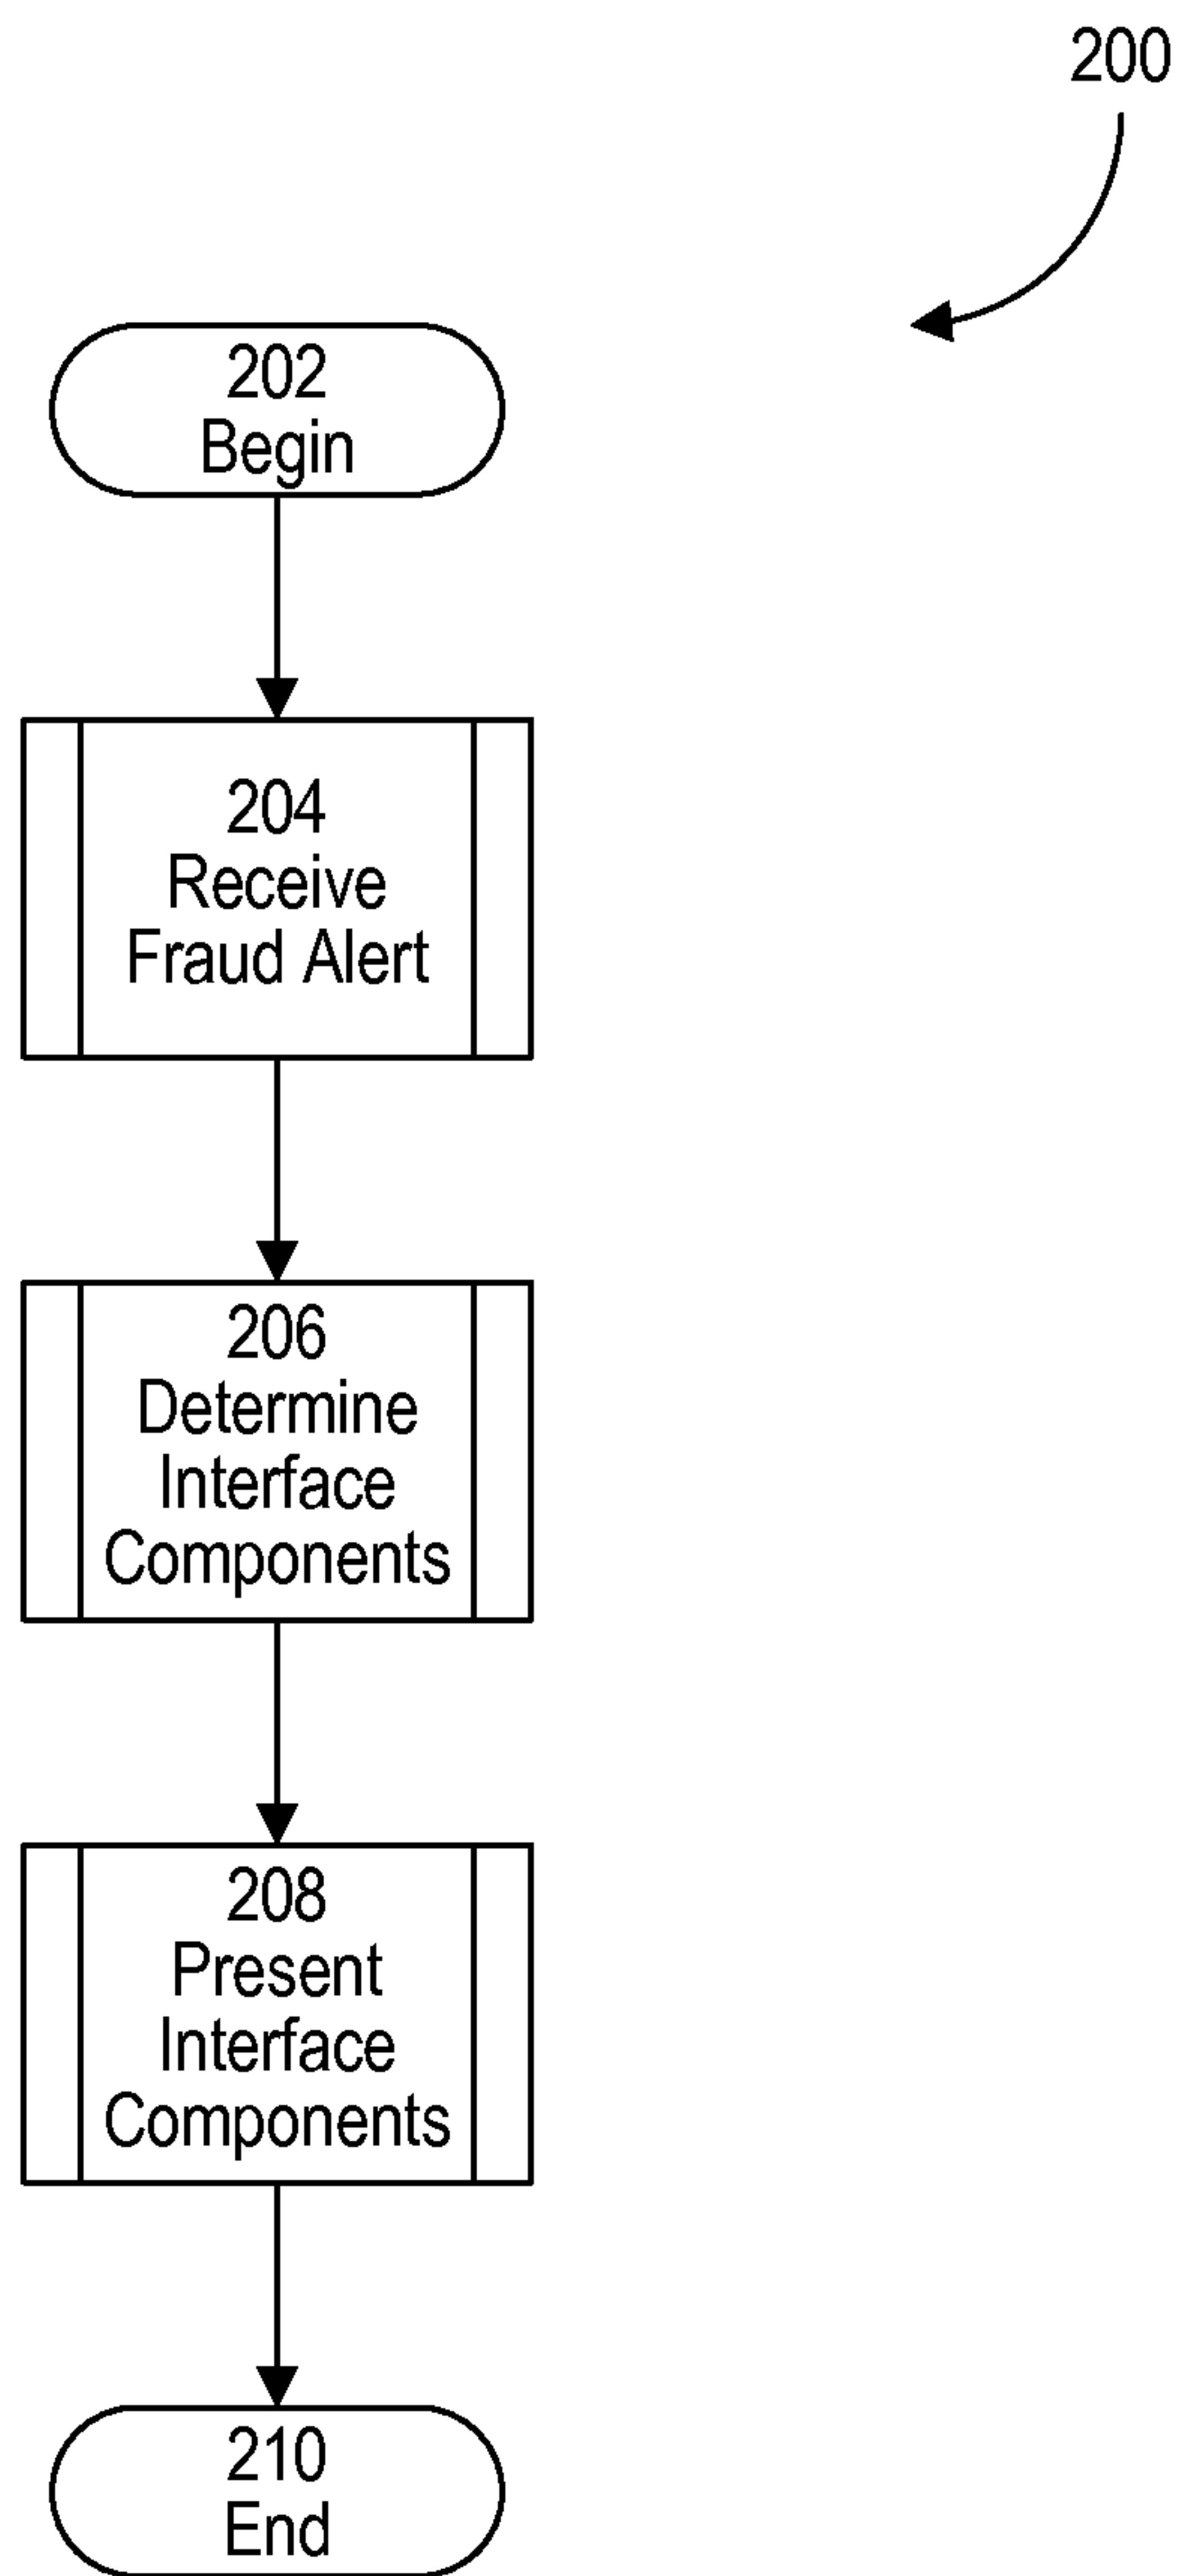 200
202
Begin
204
Receive
Fraud Alert
206
Determine
Interface
Components
208
Present
Interface
Components
210
End